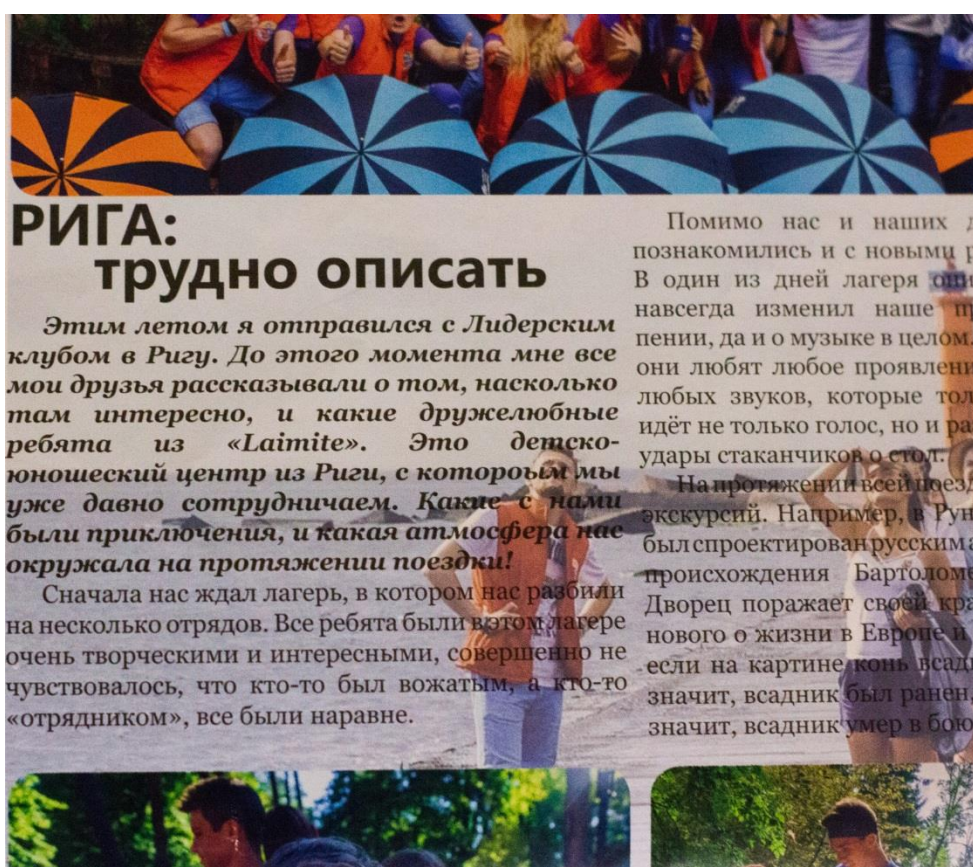 РИГА:
трудно описать
Этим летом я отправился с Лидерским
клубом в Ригу. До этого момента мне все
мои друзья рассказывали о том, насколько
там интересно, и какие дружелюбные
ребята из «Laimite». Это детско-
юношеский центр из Риги, с котороым мы
уже давно сотрудничаем. Какие с нами
были приключения, и какая атмосфера нас
окружала на протяжении поездки!
Сначала нас ждал лагерь, в котором нас разбили
на несколько отрядов. Все ребята были в этом лагере
очень творческими и интересными, совершенно не
чувствовалось, что кто-то был вожатым, а кто-то
«отрядником», все были наравне.
Помимо нас и наших
познакомились и с новыми
В один из дней лагеря они
навсегда изменил наше
пении, да и о музыке в целом.
они любят любое
любых звуков, которые
идёт не только голос, но и
удары стаканчиков о стол.
На протяжении всей
экскурсий. Например, в
был спроектирован русским
происхождения
Дворец поражает своей
нового о жизни в Европе и
если на картине конь
значит, всадник был ранен
значит, всадник умер в бою